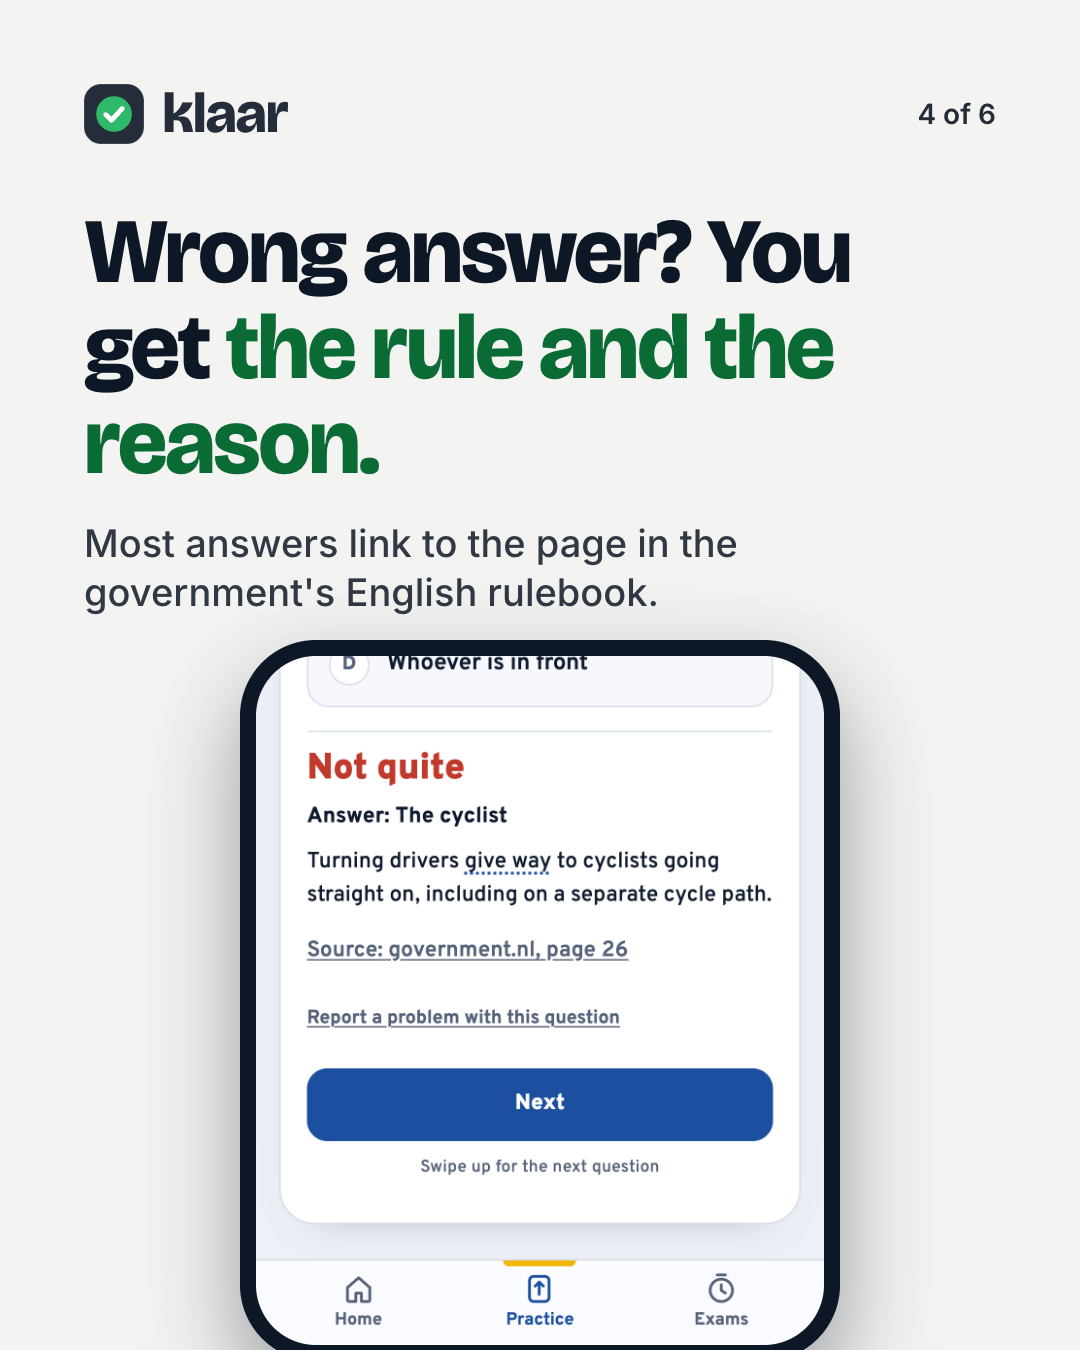 klaar
4 of 6
Wrong answer? You
get the rule and the
reason.
Most answers link to the page in the
government's English rulebook.
D
Whoever is in front
Not quite
Answer: The cyclist
Turning drivers give way to cyclists going
straight on, including on a separate cycle path.
Source: government.nl, page 26
Report a problem with this question
Next
Swipe up for the next question
Home
Practice
Exams